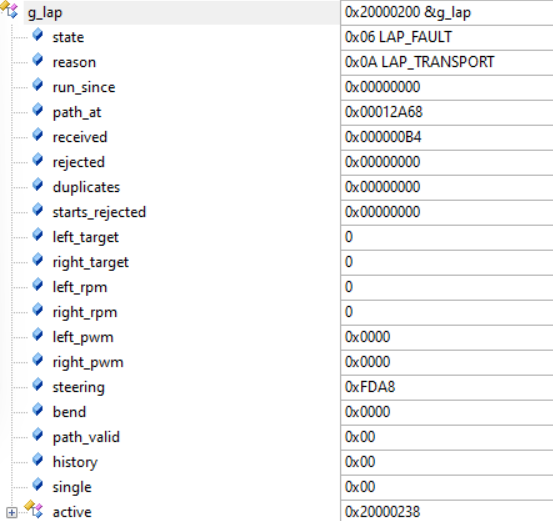 g_lap 0x20000200 &g_lap
state 0x06 LAP_FAULT
reason 0x0A LAP_TRANSPORT
run_since 0x00000000
path_at 0x00012A68
received 0x000000B4
rejected 0x00000000
duplicates 0x00000000
starts_rejected 0x00000000
left_target 0
right_target 0
left_rpm 0
right_rpm 0
left_pwm 0x0000
right_pwm 0x0000
steering 0xFDA8
bend 0x0000
path_valid 0x00
history 0x00
single 0x00
active 0x20000238